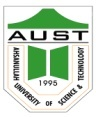 AUST
1995
AHSANULLAH UNIVERSITY OF SCIENCE & TECHNOLOGY